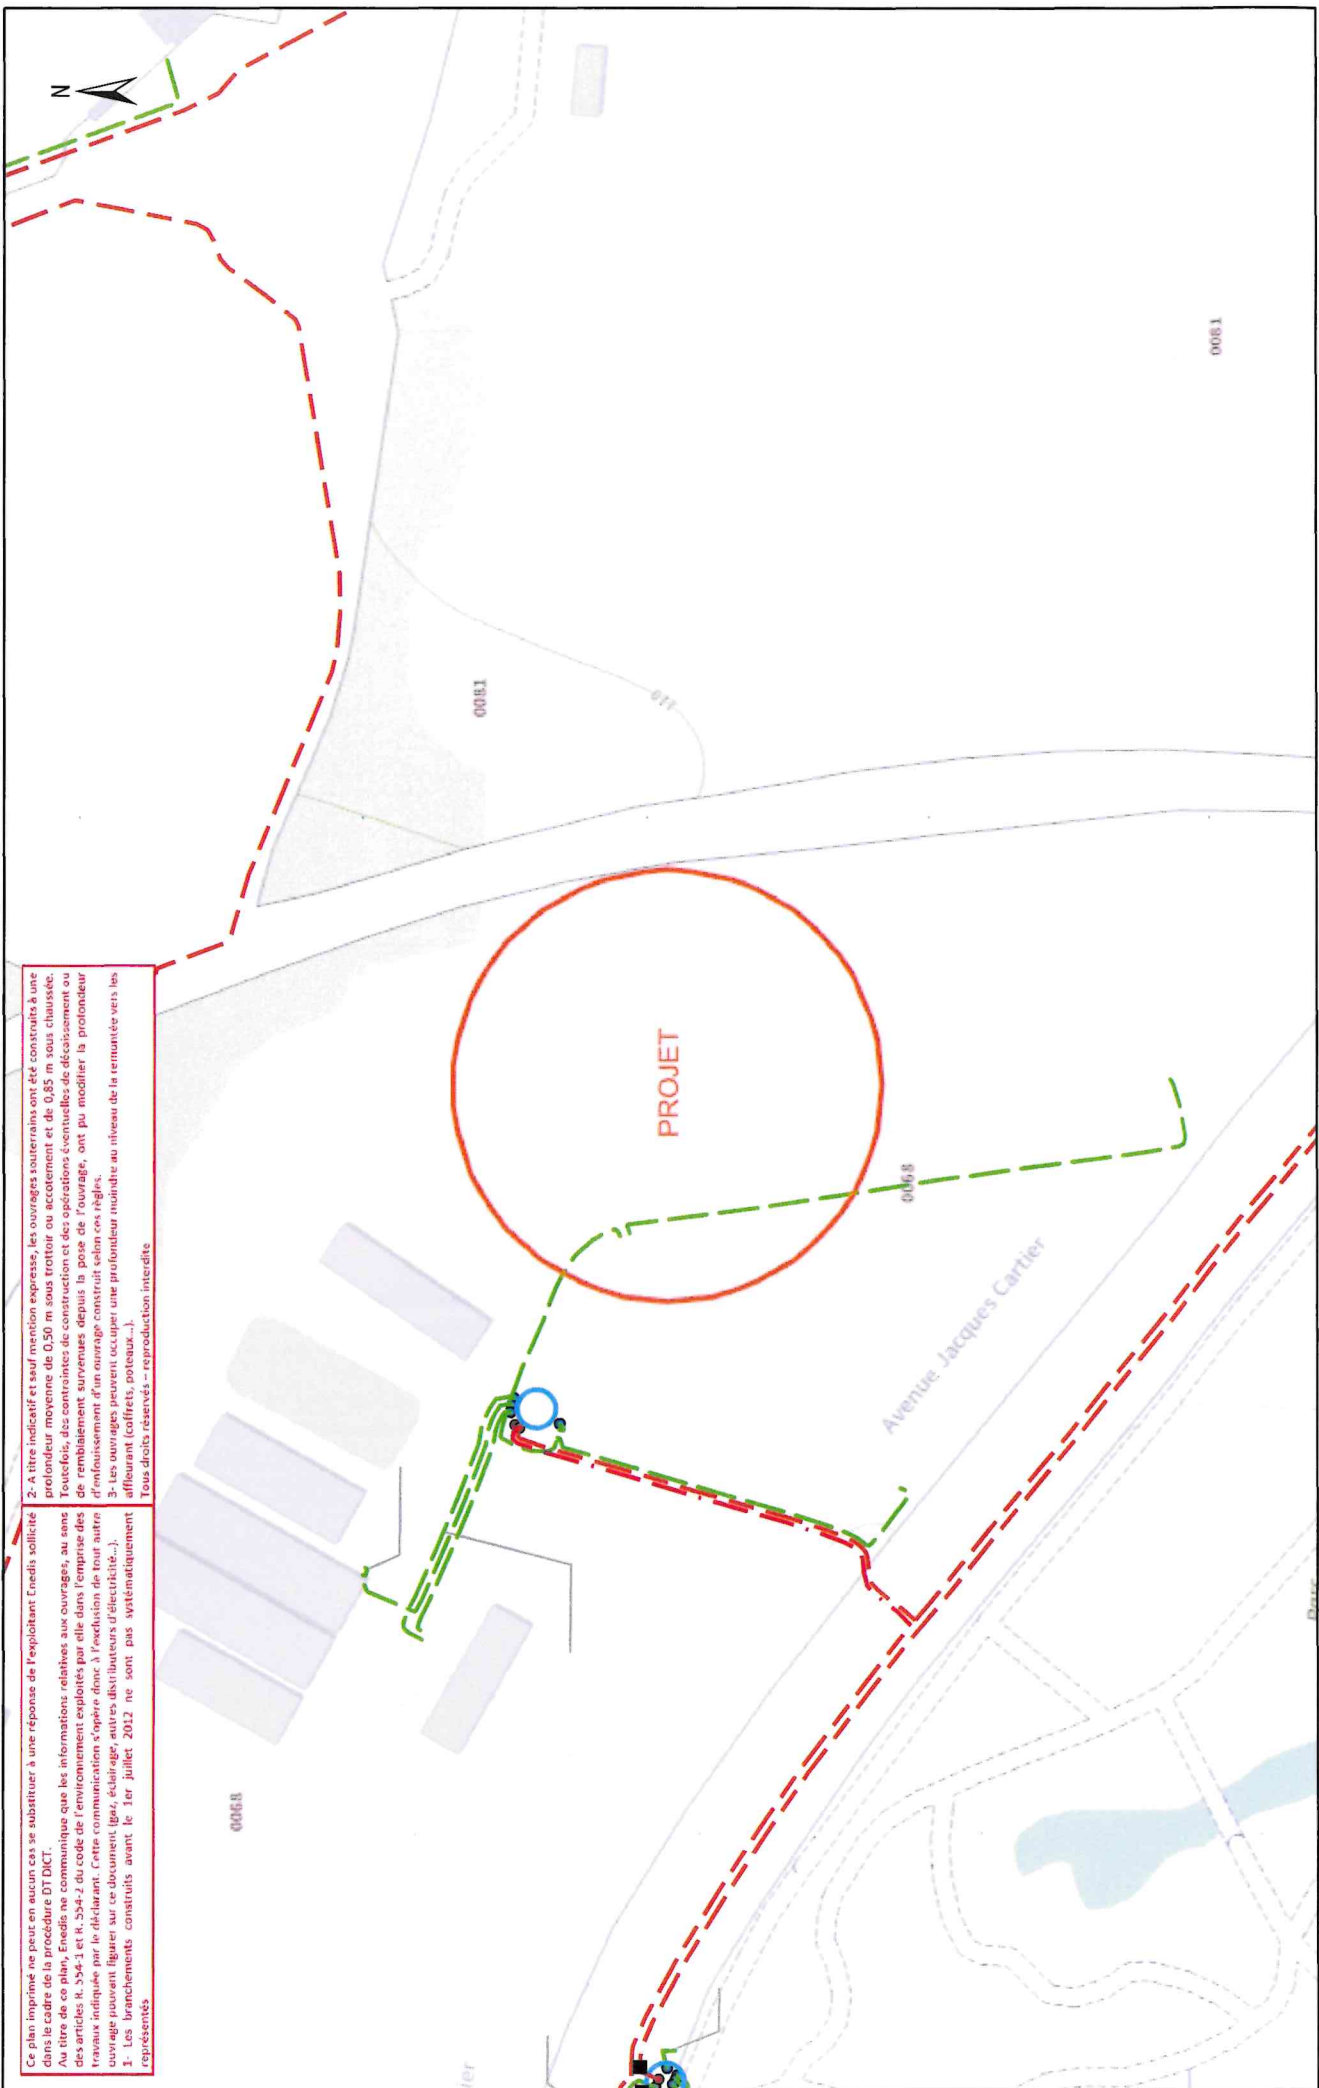 Ce plan imprimé ne peut en aucun cas se substituer à une réponse de l'exploitant Enedis sollicité
dans le cadre de la procédure DT DICT.
Au titre de ce plan, Enedis ne communique que les informations relatives aux ouvrages, au sens
des articles R. 554-1 et R. 554-2 du code de l'environnement exploités par elle dans l'emprise des
travaux indiquée par le déclarant. Cette communication s'opère donc à l'exclusion de tout autre
ouvrage pouvant figurer sur ce document (gaz, éclairage, autres distributeurs d'électricité...).
1- Les branchements construits avant le 1er juillet 2012 ne sont pas systématiquement
représentés
2- A titre indicatif et sauf mention expresse, les ouvrages souterrains ont été construits à une
profondeur moyenne de 0,50 m sous trottoir ou accotement et de 0,85 m sous chaussée.
Toutefois, des contraintes de construction et des opérations éventuelles de décaissement ou
de remblaiement survenues depuis la pose de l'ouvrage, ont pu modifier la profondeur
d'enfouissement d'un ouvrage construit selon ces règles.
3- Les ouvrages peuvent occuper une profondeur moindre au niveau de la remontée vers les
affleurant (coffrets, poteaux...).
Tous droits réservés – reproduction interdite
N
0068
0081
110
PROJET
0068
0081
Avenue Jacques Cartier
ier
Parc